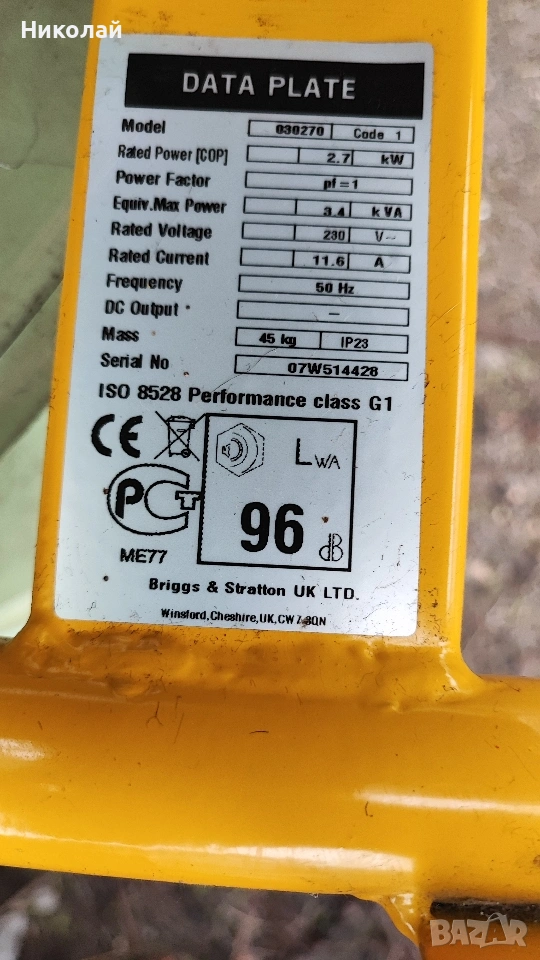 Николай
DATA PLATE
Model 030270 Code 1
Rated Power [COP] 2.7 kW
Power Factor pf=1
Equiv.Max Power 3.4 kVA
Rated Voltage 230 V~
Rated Current 11.6 A
Frequency 50 Hz
DC Output –
Mass 45 kg IP23
Serial No 07W514428
ISO 8528 Performance class G1
CE
LWA
PCT
96 dB
ME77
Briggs & Stratton UK LTD.
Winsford,Cheshire,UK,CW7 3QN
BAZAR